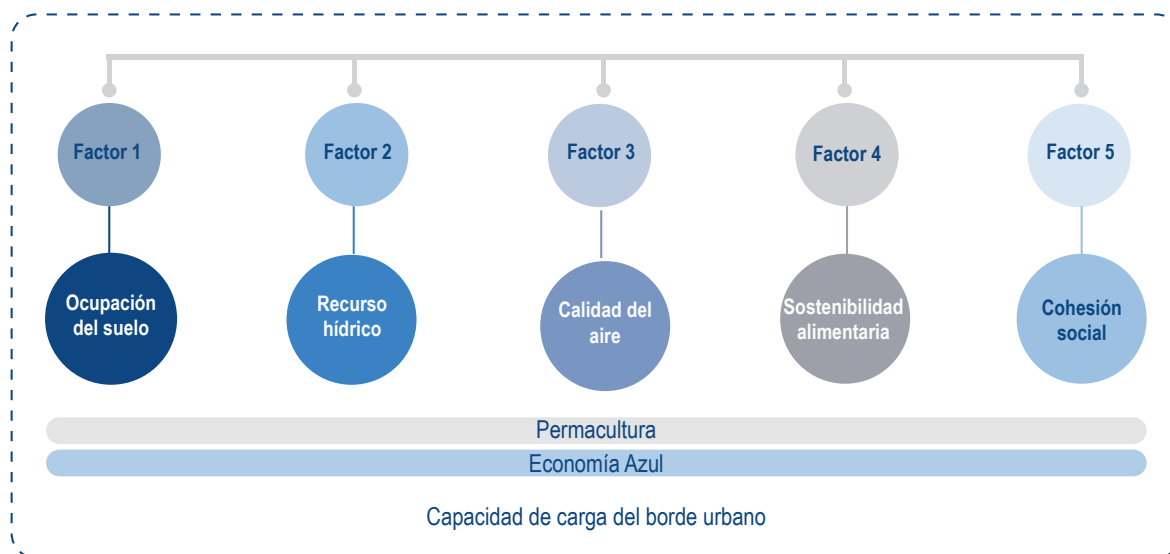 Factor 1
Factor 2
Factor 3
Factor 4
Factor 5
Ocupación
del suelo
Recurso
hídrico
Calidad del
aire
Sostenibilidad
alimentaria
Cohesión
social
Permacultura
Economía Azul
Capacidad de carga del borde urbano